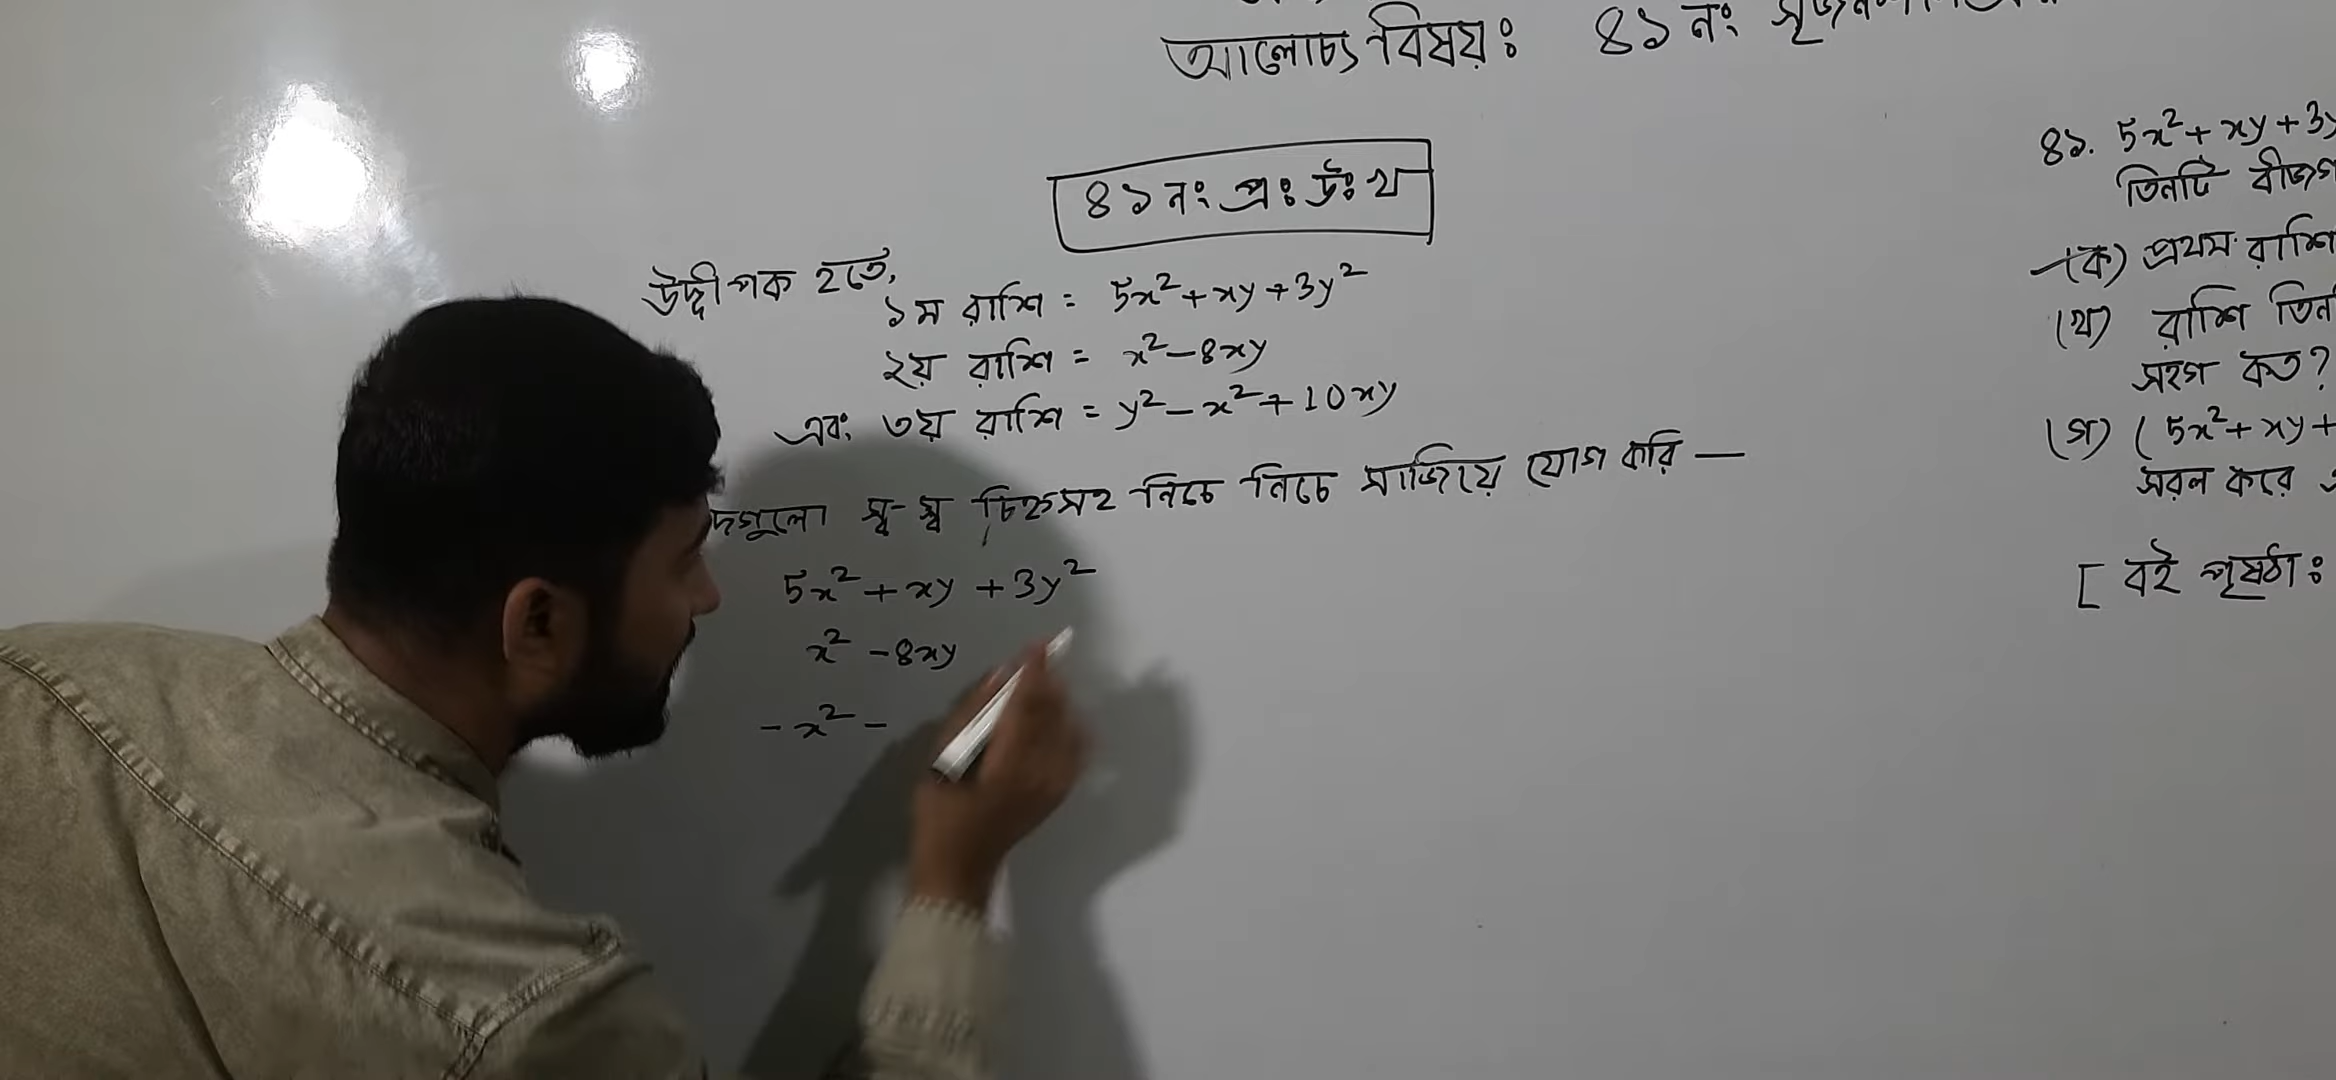 আলোচ্য বিষয়ঃ ৪১ নং
৪১ নং প্রঃ উঃ খ
উদ্দীপক হতে,
১ম রাশি = 5x²+xy+3y²
২য় রাশি = x²-8xy
এবং ৩য় রাশি = y²-x²+10xy
স্ব-স্ব চিহ্নসহ নিচে নিচে সাজিয়ে যোগ করি —
5x²+xy+3y²
x² -8xy
-x² -
৪১. 5x²+xy+3y
তিনটি
(ক) প্রথম রাশি
(খ) রাশি
সহগ কত?
(গ) (5x²+xy+
সরল করে
[ বই পৃষ্ঠাঃ